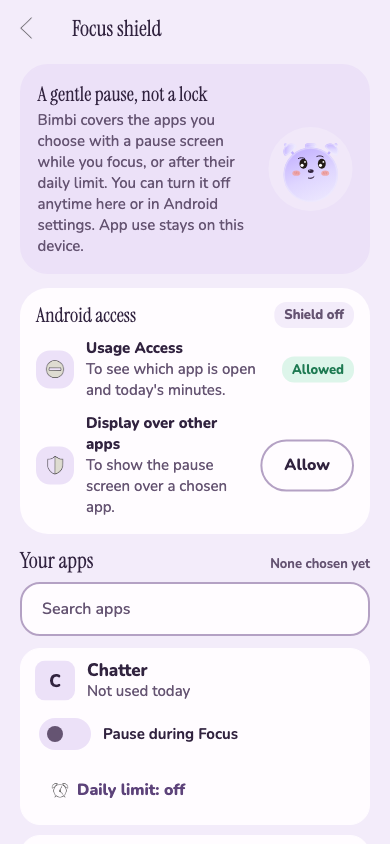 Focus shield
A gentle pause, not a lock
Bimbi covers the apps you
choose with a pause screen
while you focus, or after their
daily limit. You can turn it off
anytime here or in Android
settings. App use stays on this
device.
Android access
Shield off
Usage Access
To see which app is open
and today's minutes.
Allowed
Display over other
apps
To show the pause
screen over a chosen
app.
Allow
Your apps
None chosen yet
Search apps
C
Chatter
Not used today
Pause during Focus
Daily limit: off